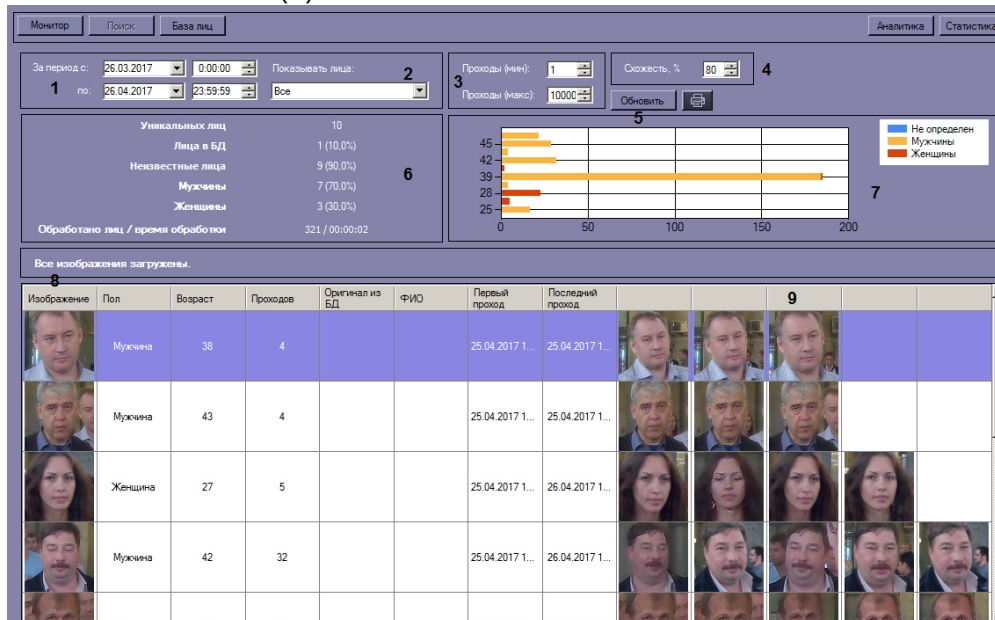 Монитор Поиск База лиц Аналитика Статистика
За период с: 26.03.2017 0:00:00 Показывать лица: 2
1 по: 26.04.2017 23:59:59 Все
3 Проходы (мин): 1 Схожесть, % 80 4
Проходы (макс): 10000 Обновить
5
Уникальных лиц 10
Лица в БД 1 (10,0%)
Неизвестные лица 9 (90,0%)
6
Мужчины 7 (70,0%)
Женщины 3 (30,0%)
Обработано лиц / время обработки 321 / 00:00:02
45
42
39
28
25
0 50 100 150 200
Не определен
Мужчины
Женщины
7
Все изображения загружены.
8
Изображение Пол Возраст Проходов Оригинал из БД ФИО Первый проход Последний проход 9
Мужчина 38 4 25.04.2017 1... 25.04.2017 1...
Мужчина 43 4 25.04.2017 1... 25.04.2017 1...
Женщина 27 5 25.04.2017 1... 26.04.2017 1...
Мужчина 42 32 25.04.2017 1... 26.04.2017 1...